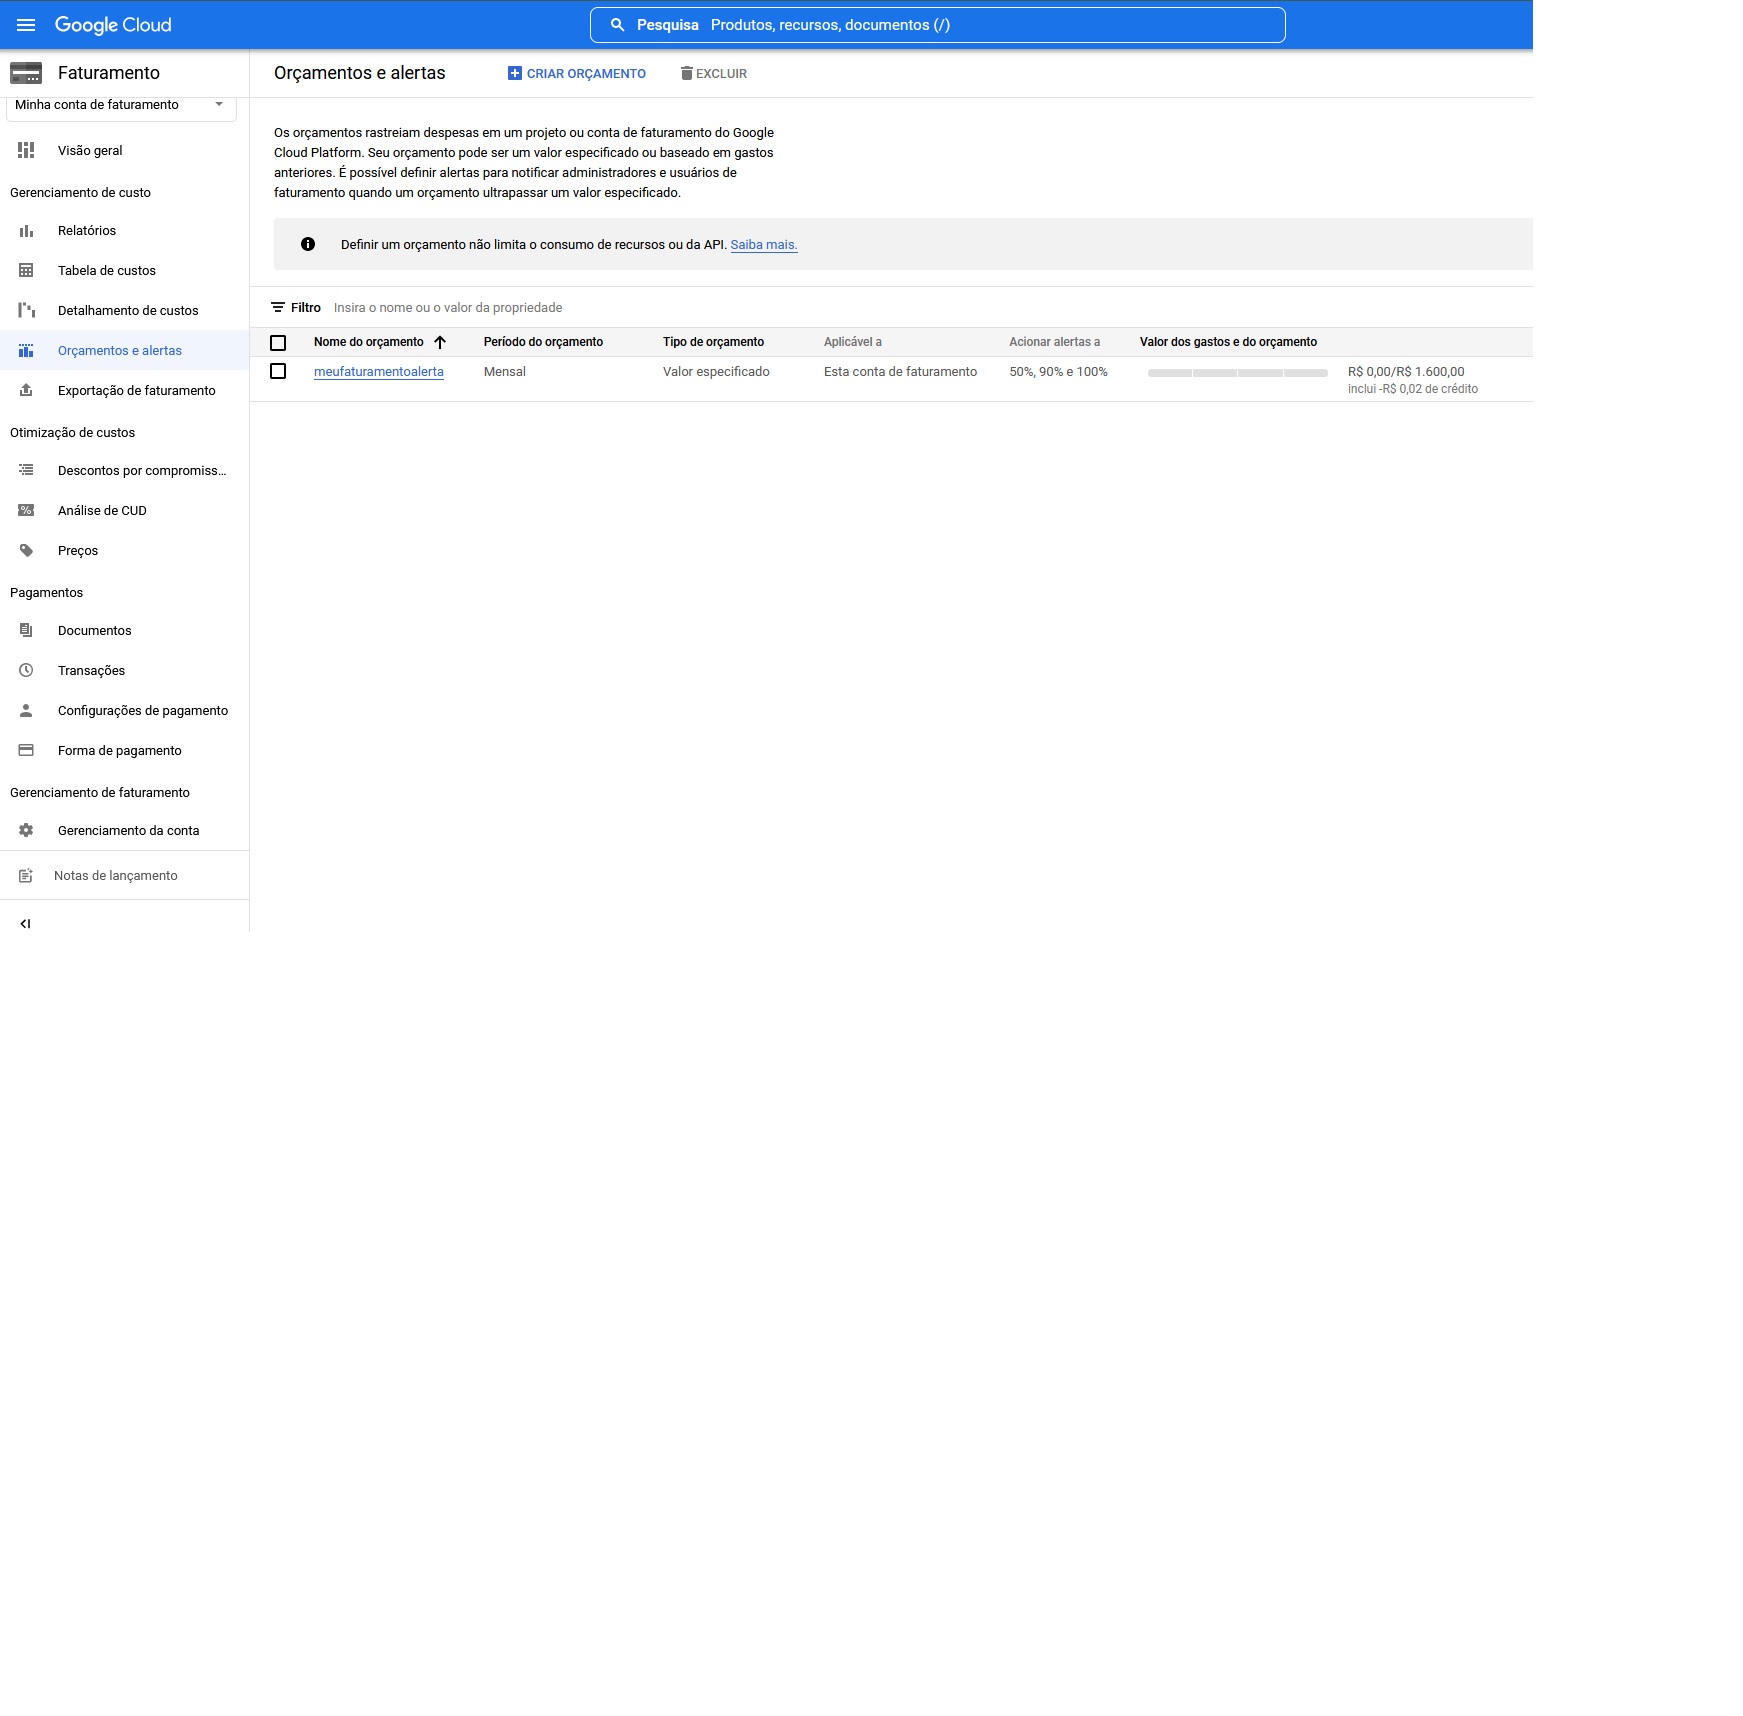 Google Cloud
Pesquisa Produtos, recursos, documentos (/)
Faturamento
Minha conta de faturamento
Visão geral
Gerenciamento de custo
Relatórios
Tabela de custos
Detalhamento de custos
Orçamentos e alertas
Exportação de faturamento
Otimização de custos
Descontos por compromiss...
Análise de CUD
Preços
Pagamentos
Documentos
Transações
Configurações de pagamento
Forma de pagamento
Gerenciamento de faturamento
Gerenciamento da conta
Notas de lançamento
Orçamentos e alertas CRIAR ORÇAMENTO EXCLUIR
Os orçamentos rastreiam despesas em um projeto ou conta de faturamento do Google
Cloud Platform. Seu orçamento pode ser um valor especificado ou baseado em gastos
anteriores. É possível definir alertas para notificar administradores e usuários de
faturamento quando um orçamento ultrapassar um valor especificado.
Definir um orçamento não limita o consumo de recursos ou da API. Saiba mais.
Filtro Insira o nome ou o valor da propriedade
Nome do orçamento Período do orçamento Tipo de orçamento Aplicável a Acionar alertas a Valor dos gastos e do orçamento
meufaturamentoalerta Mensal Valor especificado Esta conta de faturamento 50%, 90% e 100% R$ 0,00/R$ 1.600,00
inclui -R$ 0,02 de crédito